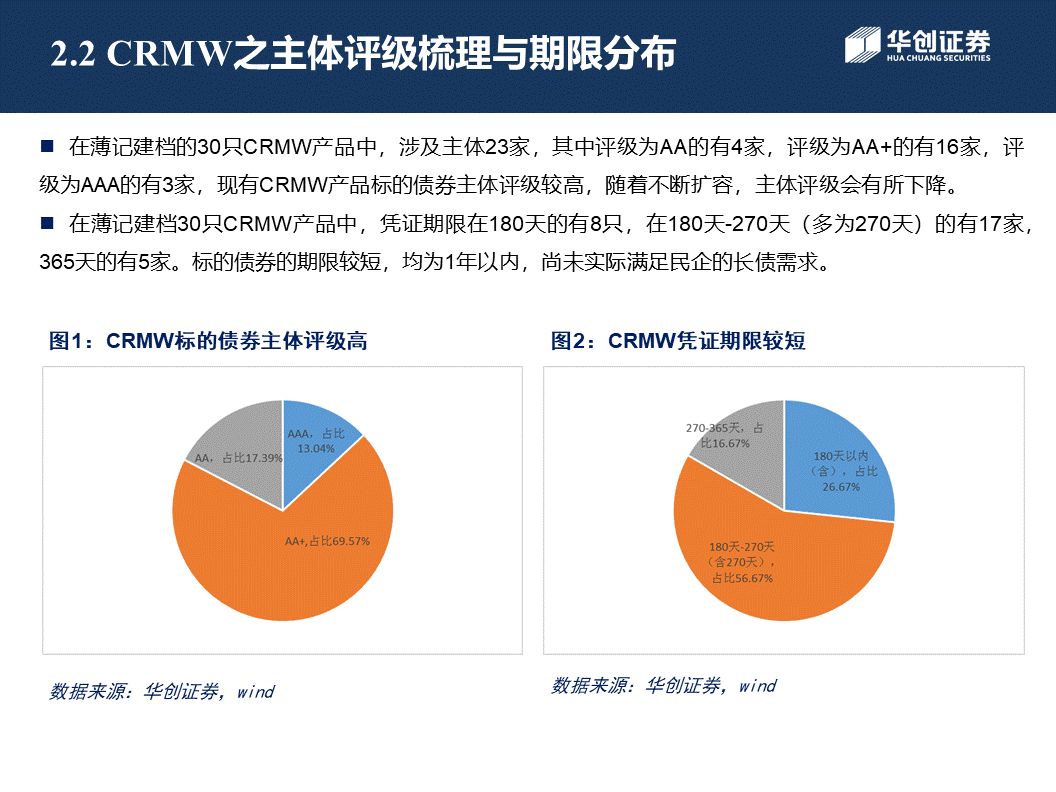 2.2 CRMW之主体评级梳理与期限分布
华创证券
HUA CHUANG SECURITIES
■ 在薄记建档的30只CRMW产品中，涉及主体23家，其中评级为AA的有4家，评级为AA+的有16家，评
级为AAA的有3家，现有CRMW产品标的债券主体评级较高，随着不断扩容，主体评级会有所下降。
■ 在薄记建档30只CRMW产品中，凭证期限在180天的有8只，在180天-270天（多为270天）的有17家，
365天的有5家。标的债券的期限较短，均为1年以内，尚未实际满足民企的长债需求。
图1：CRMW标的债券主体评级高
AAA，占比
13.04%
AA，占比17.39%
AA+,占比69.57%
数据来源：华创证券，wind
图2：CRMW凭证期限较短
270-365天，占
比16.67%
180天以内
（含），占比
26.67%
180天-270天
（含270天），
占比56.67%
数据来源：华创证券，wind